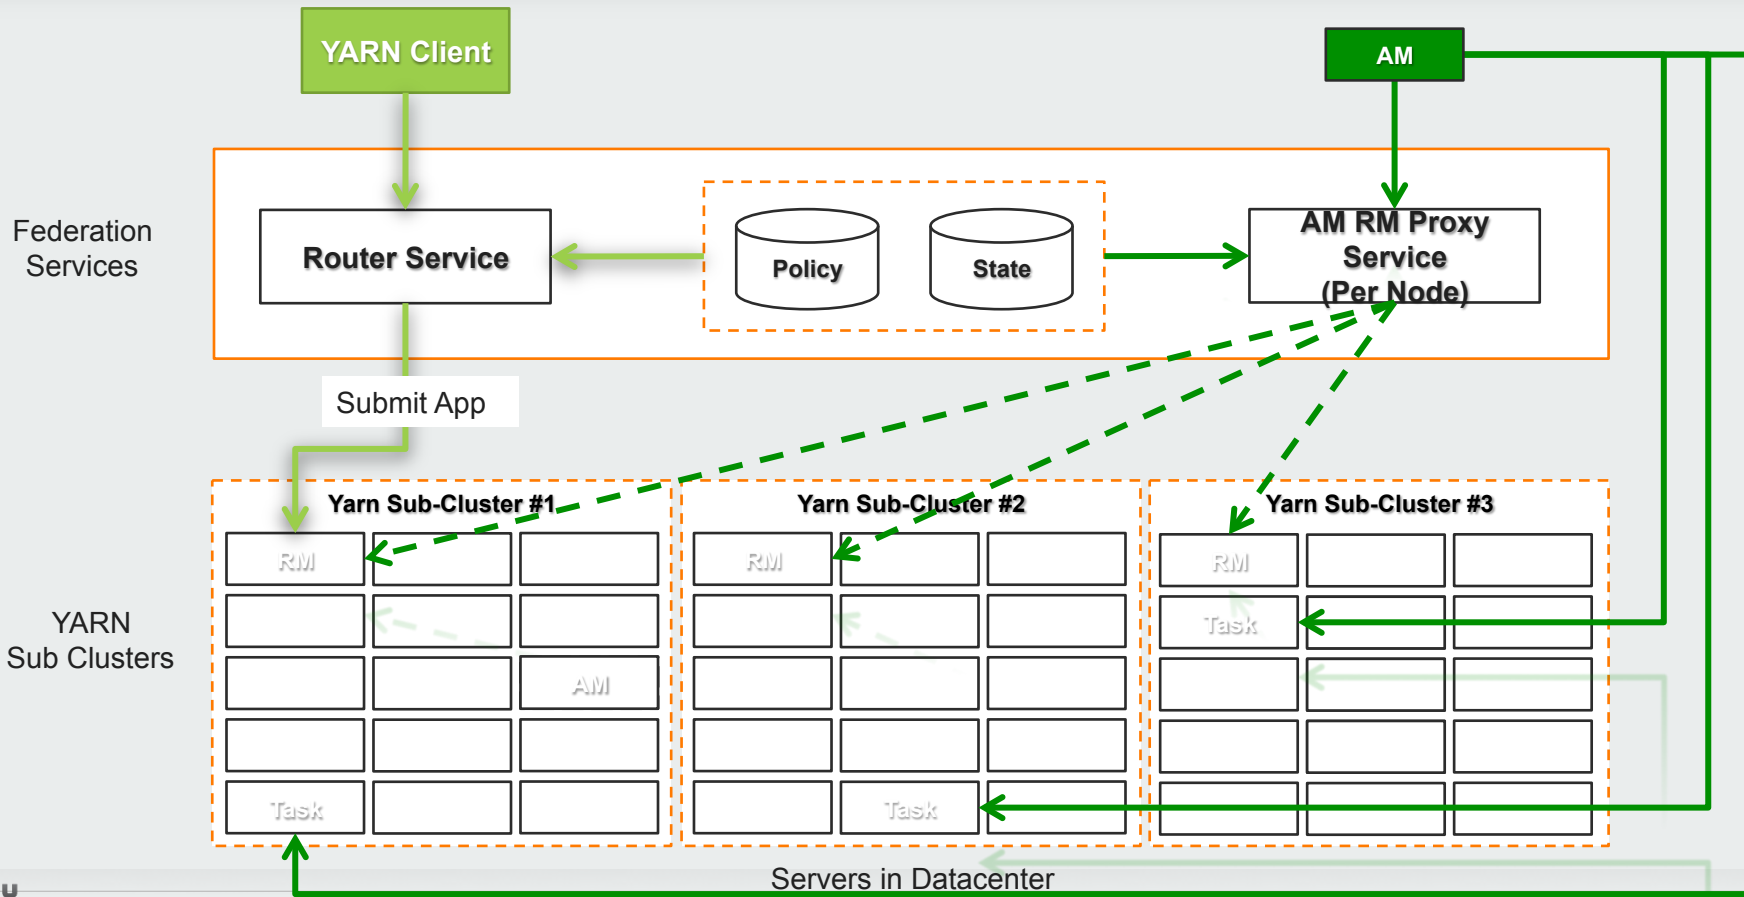 YARN Client
AM
Federation
Services
Router Service
Policy
State
AM RM Proxy
Service
(Per Node)
Submit App
Yarn Sub-Cluster #1
Yarn Sub-Cluster #2
Yarn Sub-Cluster #3
RM
RM
RM
YARN
Sub Clusters
Task
AM
Task
Task
Servers in Datacenter